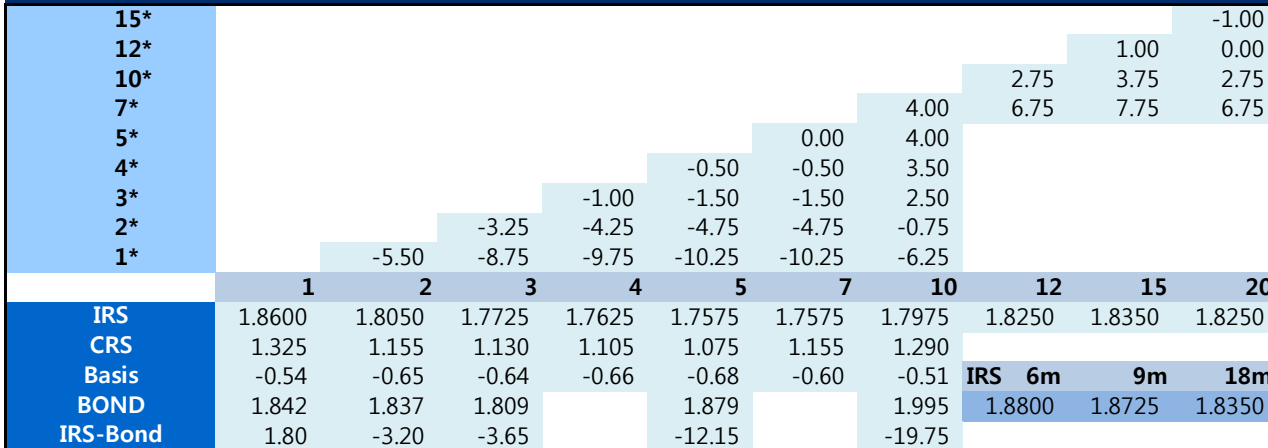 15* -1.00
12* 1.00 0.00
10* 2.75 3.75 2.75
7* 4.00 6.75 7.75 6.75
5* 0.00 4.00
4* -0.50 -0.50 3.50
3* -1.00 -1.50 -1.50 2.50
2* -3.25 -4.25 -4.75 -4.75 -0.75
1* -5.50 -8.75 -9.75 -10.25 -10.25 -6.25
1 2 3 4 5 7 10 12 15 20
IRS 1.8600 1.8050 1.7725 1.7625 1.7575 1.7575 1.7975 1.8250 1.8350 1.8250
CRS 1.325 1.155 1.130 1.105 1.075 1.155 1.290
Basis -0.54 -0.65 -0.64 -0.66 -0.68 -0.60 -0.51 IRS 6m 9m 18m
BOND 1.842 1.837 1.809 1.879 1.995 1.8800 1.8725 1.8350
IRS-Bond 1.80 -3.20 -3.65 -12.15 -19.75